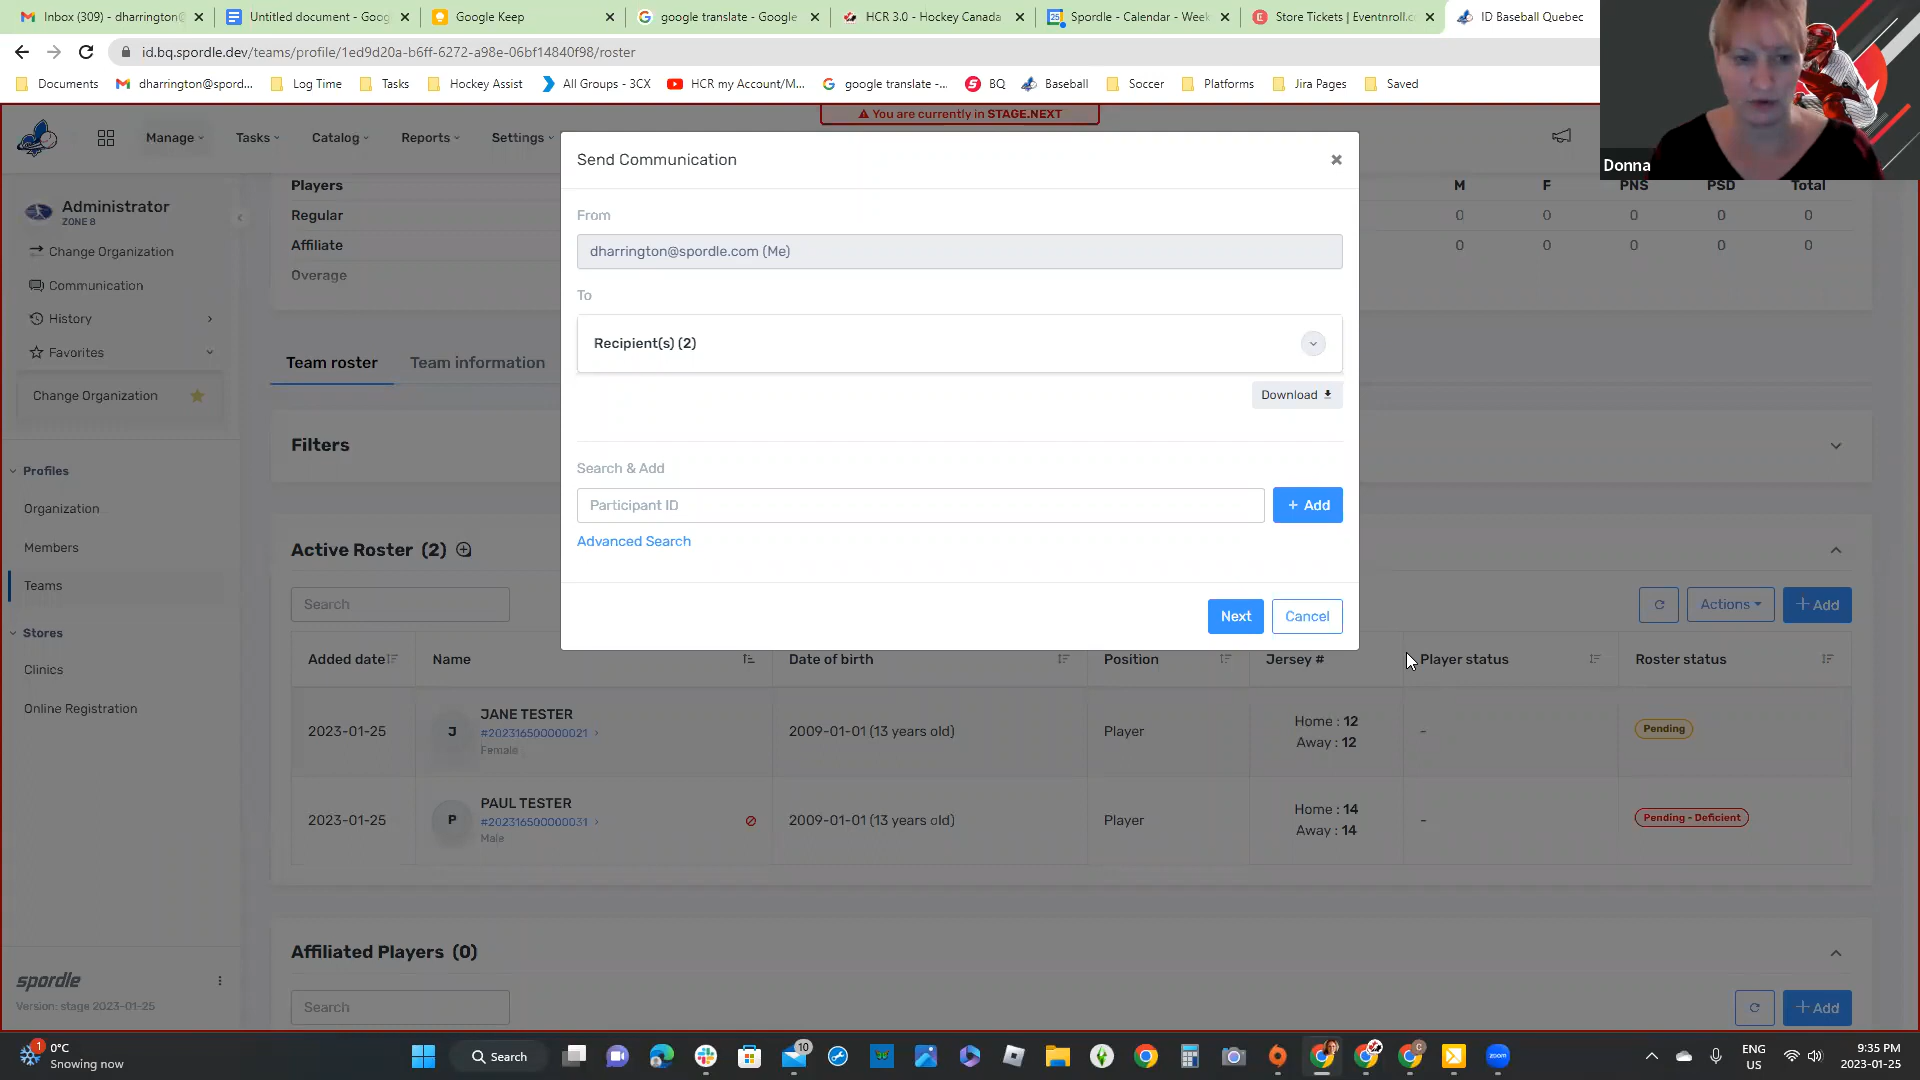 Inbox (309) - dharrington@
Untitled document - Goog
Google Keep
google translate - Google
HCR 3.0 - Hockey Canada
Spordle - Calendar - Week
Store Tickets | Eventnroll.c
ID Baseball Quebec
id.bq.spordle.dev/teams/profile/1ed9d20a-b6ff-6272-a98e-06bf14840f98/roster
Documents
dharrington@spord...
Log Time
Tasks
Hockey Assist
All Groups - 3CX
HCR my Account/M...
google translate -...
BQ
Baseball
Soccer
Platforms
Jira Pages
Saved
You are currently in STAGE.NEXT
Manage
Tasks
Catalog
Reports
Settings
Donna
Administrator
ZONE 8
Change Organization
Communication
History
Favorites
Change Organization
Profiles
Organization
Members
Teams
Stores
Clinics
Online Registration
spordle
Version: stage 2023-01-25
Players
M F PNS PSD Total
Regular
0 0 0 0 0
Affiliate
0 0 0 0 0
Overage
Team roster
Team information
Filters
Active Roster (2)
Search
Actions
+ Add
Send Communication
From
dharrington@spordle.com (Me)
To
Recipient(s) (2)
Download
Search & Add
Participant ID
+ Add
Advanced Search
Next
Cancel
Added date
Name
Date of birth
Position
Jersey #
Player status
Roster status
2023-01-25
J
JANE TESTER
#202316500000021
Female
2009-01-01 (13 years old)
Player
Home : 12
Away : 12
-
Pending
2023-01-25
P
PAUL TESTER
#202316500000031
Male
2009-01-01 (13 years old)
Player
Home : 14
Away : 14
-
Pending - Deficient
Affiliated Players (0)
Search
+ Add
1
0°C
Snowing now
Search
10
zoom
ENG
US
9:35 PM
2023-01-25